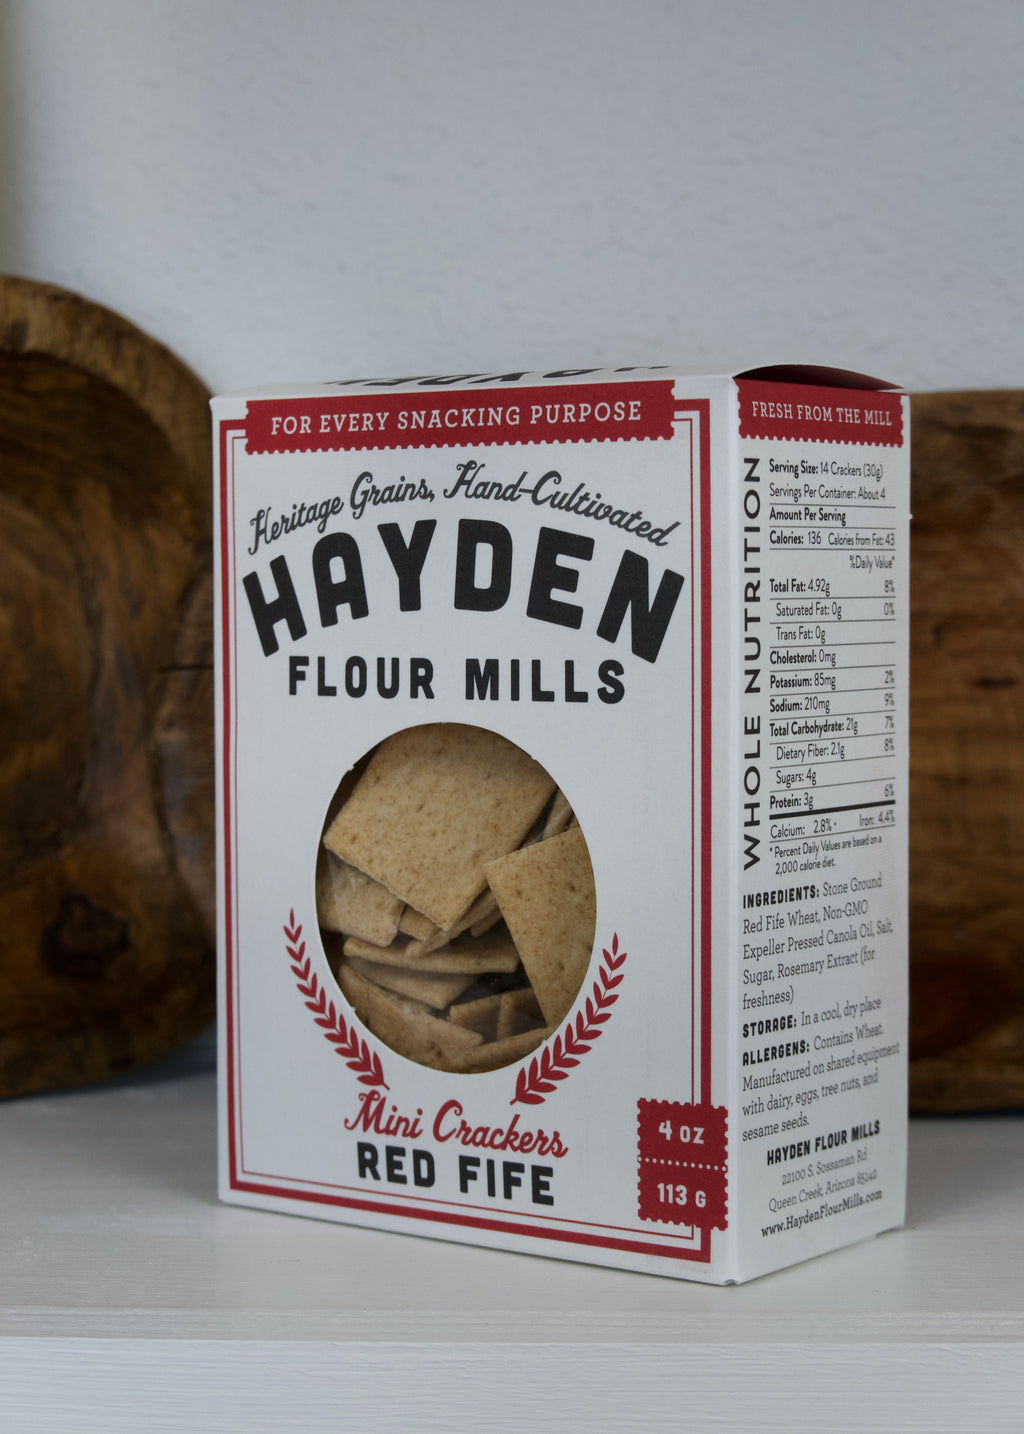 FOR EVERY SNACKING PURPOSE
Heritage Grains, Hand-Cultivated
HAYDEN
FLOUR MILLS
Mini Crackers
RED FIFE
4 OZ
113 G
FRESH FROM THE MILL
WHOLE NUTRITION
Serving Size: 14 Crackers (30g)
Servings Per Container: About 4
Amount Per Serving
Calories: 136 Calories from Fat: 43
%Daily Value*
Total Fat: 4.92g 8%
Saturated Fat: 0g 0%
Trans Fat: 0g
Cholesterol: 0mg
Potassium: 85mg 2%
Sodium: 210mg 9%
Total Carbohydrate: 21g 7%
Dietary Fiber: 2.1g 8%
Sugars: 4g
Protein: 3g 6%
Calcium: 2.8% • Iron: 4.4%
* Percent Daily Values are based on a
2,000 calorie diet.
INGREDIENTS: Stone Ground
Red Fife Wheat, Non-GMO
Expeller Pressed Canola Oil, Salt,
Sugar, Rosemary Extract (for
freshness)
STORAGE: In a cool, dry place
ALLERGENS: Contains Wheat.
Manufactured on shared equipment
with dairy, eggs, tree nuts, and
sesame seeds.
HAYDEN FLOUR MILLS
22100 S. Sossaman Rd
Queen Creek, Arizona 85142
www.HaydenFlourMills.com